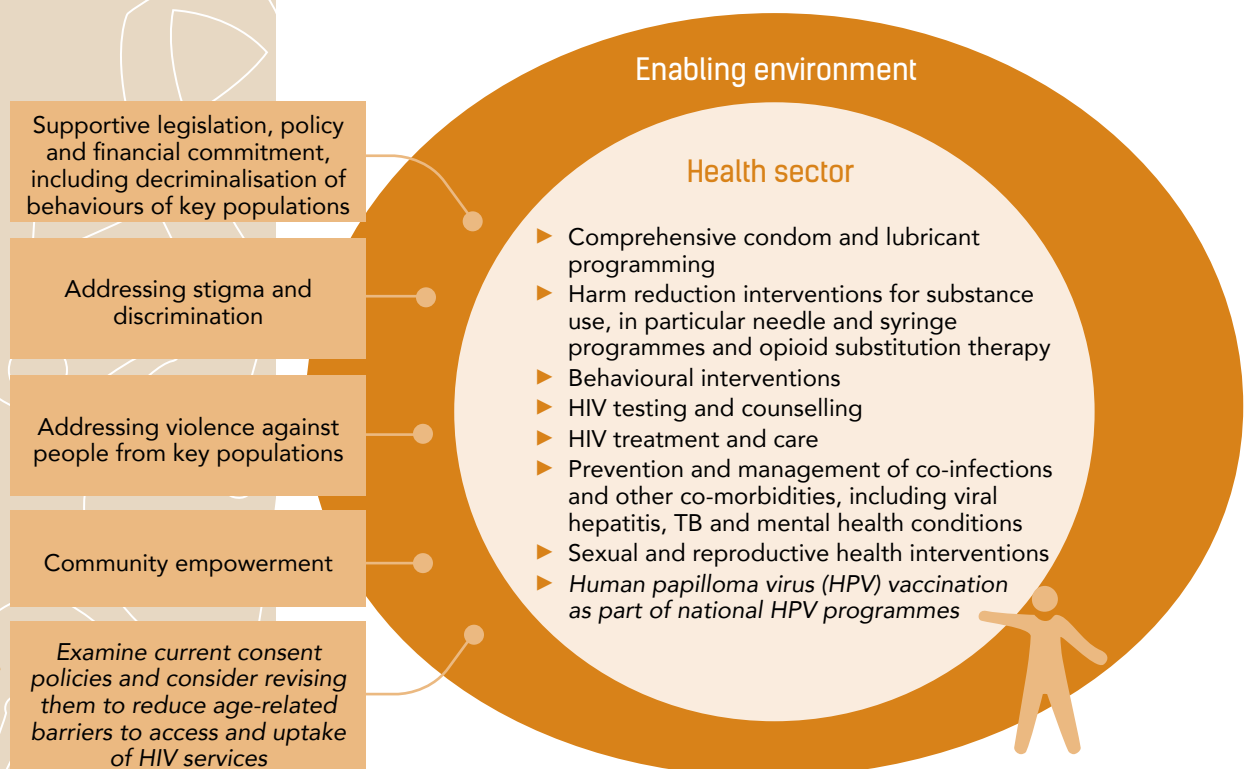 Enabling environment
Supportive legislation, policy
and financial commitment,
including decriminalisation of
behaviours of key populations
Addressing stigma and
discrimination
Addressing violence against
people from key populations
Community empowerment
Examine current consent
policies and consider revising
them to reduce age-related
barriers to access and uptake
of HIV services
Health sector
► Comprehensive condom and lubricant
programming
► Harm reduction interventions for substance
use, in particular needle and syringe
programmes and opioid substitution therapy
► Behavioural interventions
► HIV testing and counselling
► HIV treatment and care
► Prevention and management of co-infections
and other co-morbidities, including viral
hepatitis, TB and mental health conditions
► Sexual and reproductive health interventions
► Human papilloma virus (HPV) vaccination
as part of national HPV programmes